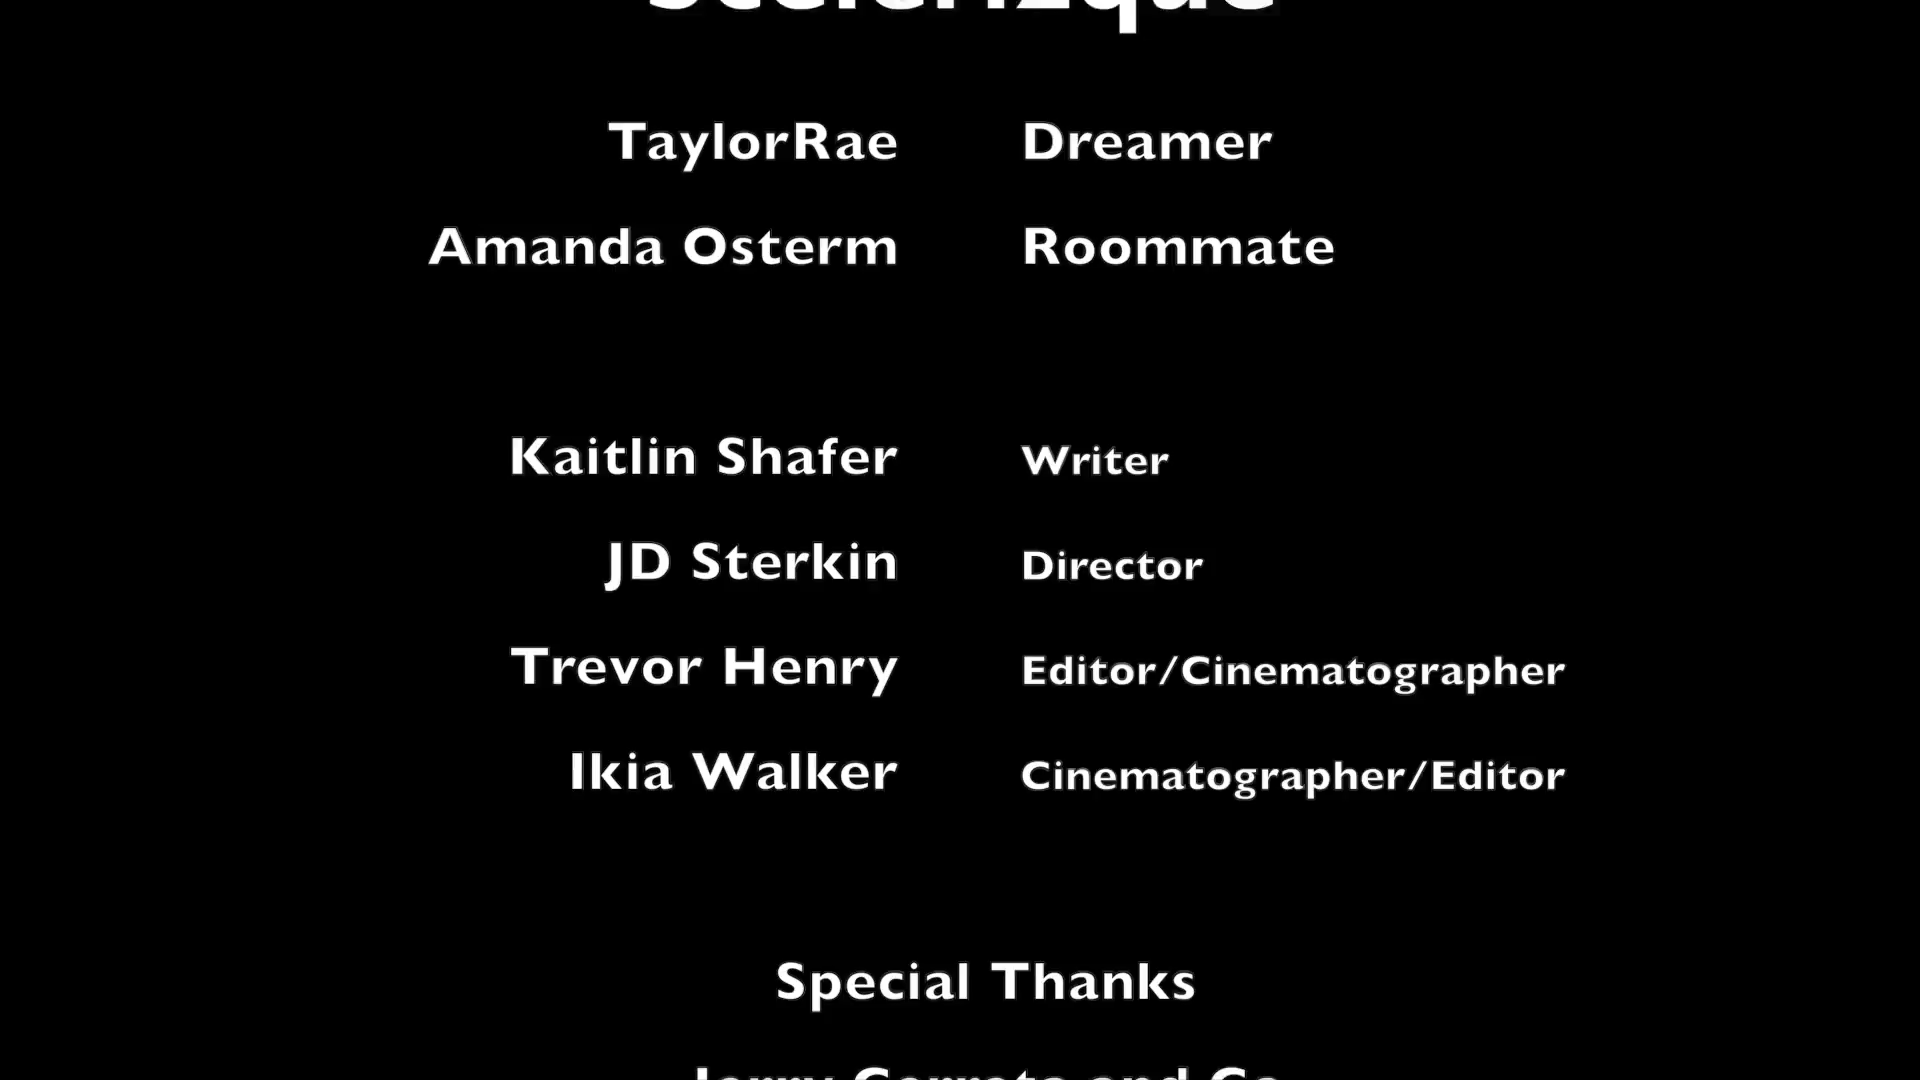 TaylorRae Dreamer
Amanda Osterm Roommate
Kaitlin Shafer Writer
JD Sterkin Director
Trevor Henry Editor/Cinematographer
Ikia Walker Cinematographer/Editor
Special Thanks